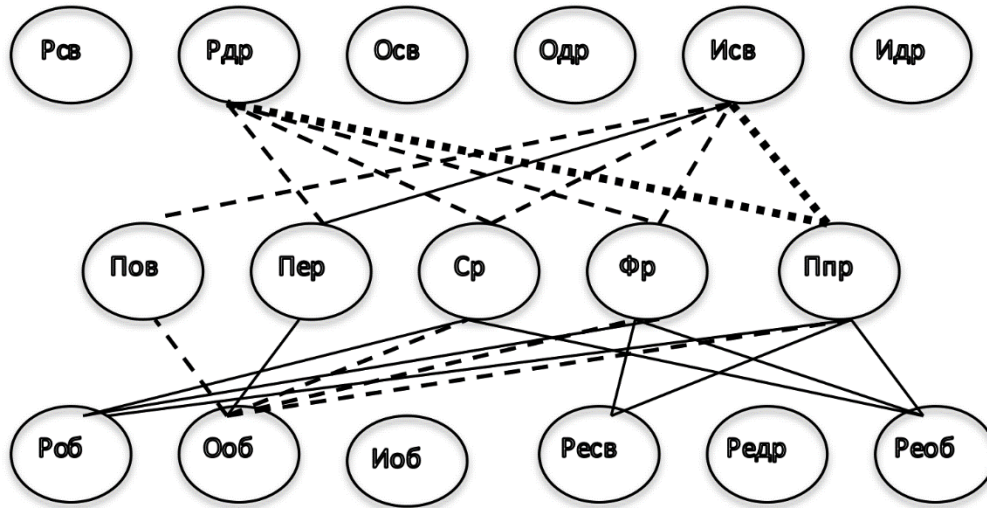 Рсв Рдр Осв Одр Исв Идр
Пов Пер Ср Фр Ппр
Роб Ооб Иоб Ресв Редр Реоб